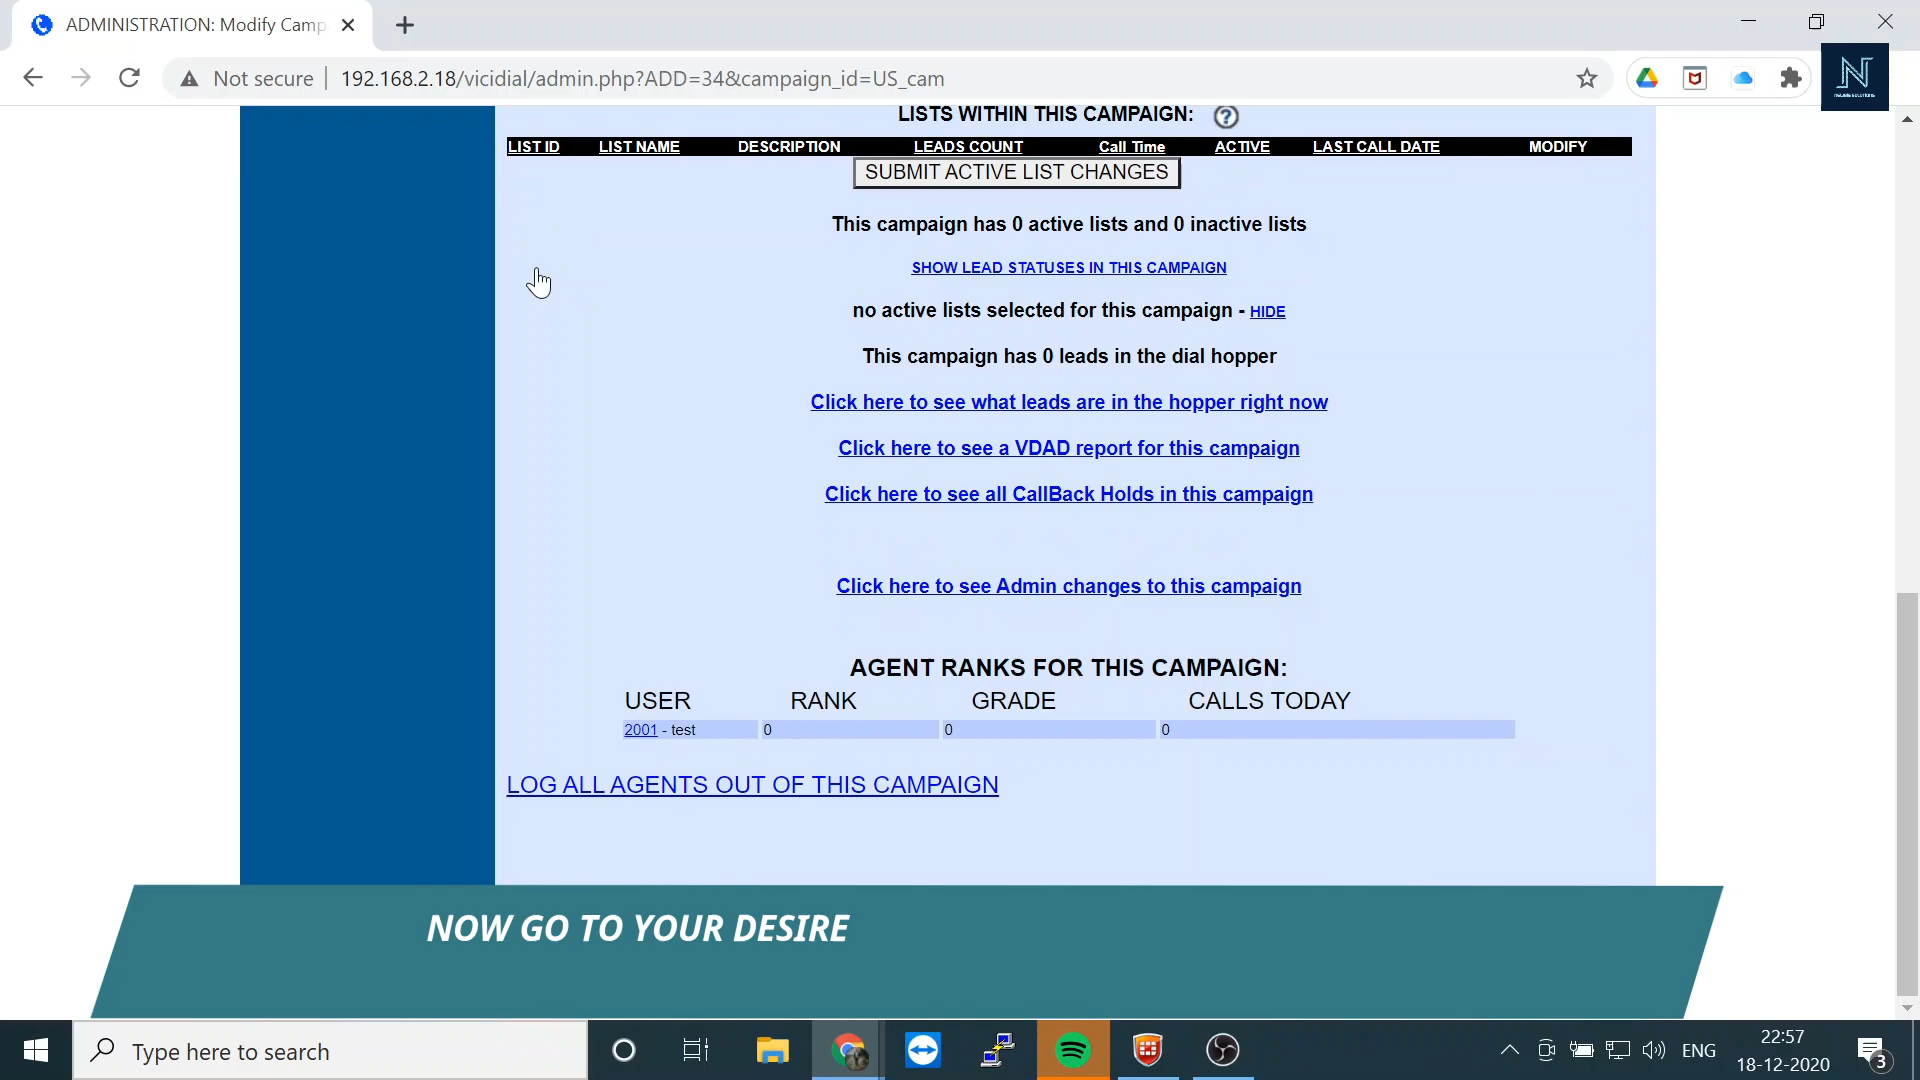 ADMINISTRATION: Modify Camp
Not secure
192.168.2.18/vicidial/admin.php?ADD=34&campaign_id=US_cam
LISTS WITHIN THIS CAMPAIGN: ?
LIST ID LIST NAME DESCRIPTION LEADS COUNT Call Time ACTIVE LAST CALL DATE MODIFY
SUBMIT ACTIVE LIST CHANGES
This campaign has 0 active lists and 0 inactive lists
SHOW LEAD STATUSES IN THIS CAMPAIGN
no active lists selected for this campaign - HIDE
This campaign has 0 leads in the dial hopper
Click here to see what leads are in the hopper right now
Click here to see a VDAD report for this campaign
Click here to see all CallBack Holds in this campaign
Click here to see Admin changes to this campaign
AGENT RANKS FOR THIS CAMPAIGN:
USER RANK GRADE CALLS TODAY
2001 - test 0 0 0
LOG ALL AGENTS OUT OF THIS CAMPAIGN
NOW GO TO YOUR DESIRE
Type here to search
ENG
22:57
18-12-2020
3